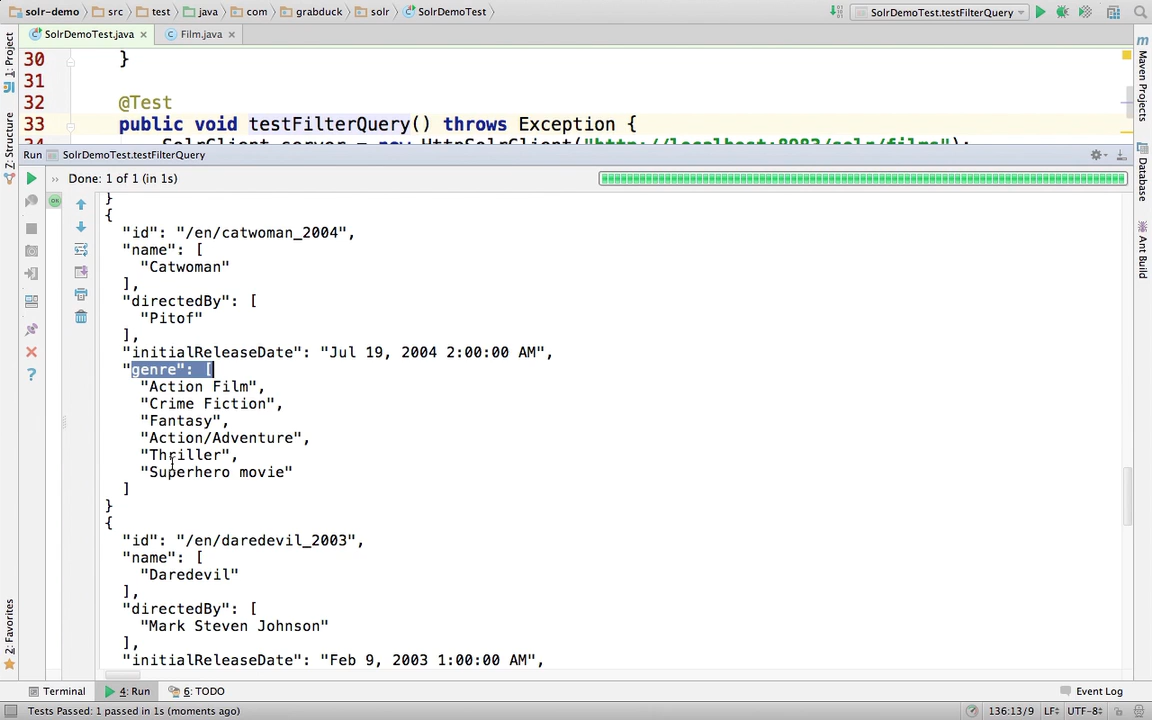 solr-demo src test java com grabduck solr SolrDemoTest SolrDemoTest.testFilterQuery
SolrDemoTest.java Film.java
1: Project
Z: Structure
2: Favorites
Maven Projects
Database
Ant Build
30 }
31
32 @Test
33 public void testFilterQuery() throws Exception {
Run SolrDemoTest.testFilterQuery
Done: 1 of 1 (in 1s)
}
{
"id": "/en/catwoman_2004",
"name": [
"Catwoman"
],
"directedBy": [
"Pitof"
],
"initialReleaseDate": "Jul 19, 2004 2:00:00 AM",
"genre": [
"Action Film",
"Crime Fiction",
"Fantasy",
"Action/Adventure",
"Thriller",
"Superhero movie"
]
}
{
"id": "/en/daredevil_2003",
"name": [
"Daredevil"
],
"directedBy": [
"Mark Steven Johnson"
],
"initialReleaseDate": "Feb 9, 2003 1:00:00 AM",
Terminal 4: Run 6: TODO Event Log
Tests Passed: 1 passed in 1s (moments ago) 136:13/9 LF UTF-8